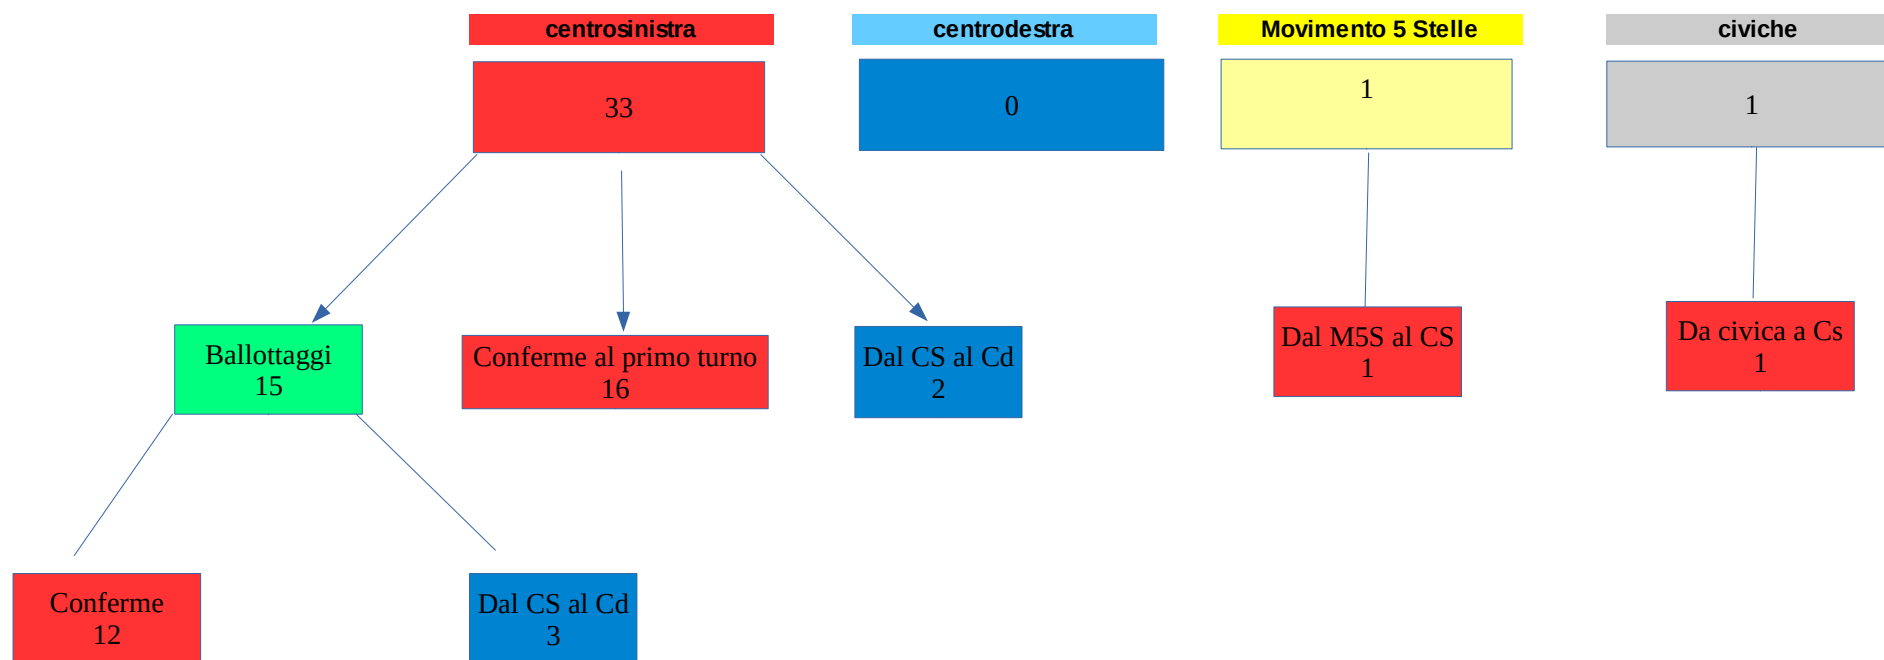 centrosinistra
centrodestra
Movimento 5 Stelle
civiche
33
0
1
1
Ballottaggi
15
Conferme al primo turno
16
Dal CS al Cd
2
Dal M5S al CS
1
Da civica a Cs
1
Conferme
12
Dal CS al Cd
3